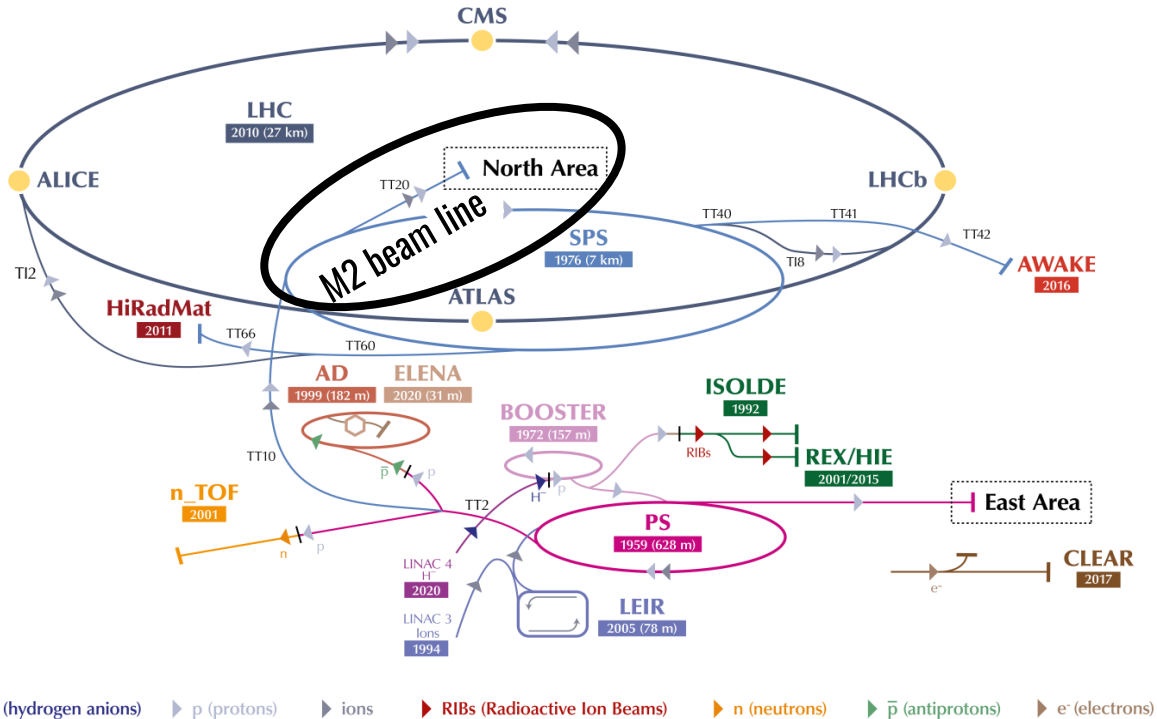 CMS
LHC
2010 (27 km)
North Area
TT20
ALICE
LHCb
M2 beam line
TT40
TT41
TT42
SPS
1976 (7 km)
TI8
AWAKE
2016
TI2
ATLAS
HiRadMat
2011
TT66
TT60
AD
1999 (182 m)
ELENA
2020 (31 m)
ISOLDE
1992
BOOSTER
1972 (157 m)
RIBs
REX/HIE
2001/2015
TT10
p̅
p
H⁻
p
East Area
n_TOF
2001
TT2
n
p
PS
1959 (628 m)
LINAC 4
H⁻
2020
CLEAR
2017
e⁻
LINAC 3
Ions
1994
LEIR
2005 (78 m)
(hydrogen anions)
p (protons)
ions
RIBs (Radioactive Ion Beams)
n (neutrons)
p̅ (antiprotons)
e⁻ (electrons)